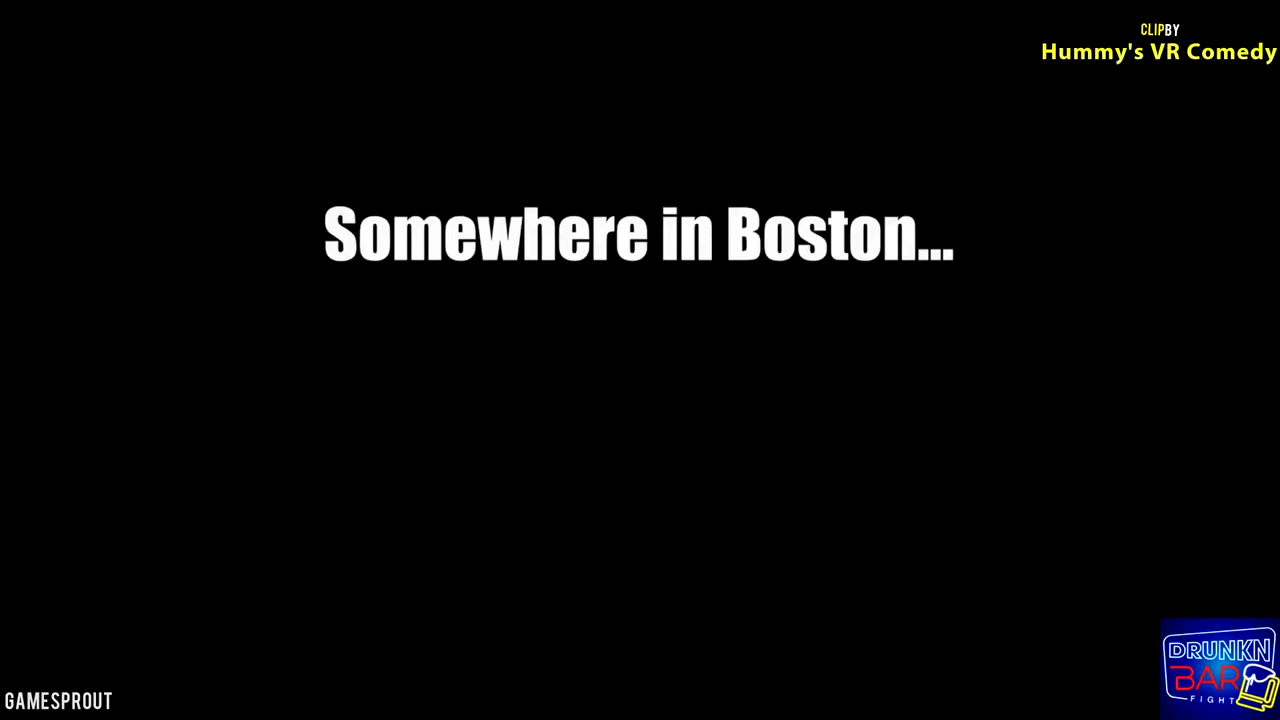 CLIPBY
Hummy's VR Comedy
Somewhere in Boston...
DRUNKN
BAR
FIGHT
GAMESPROUT